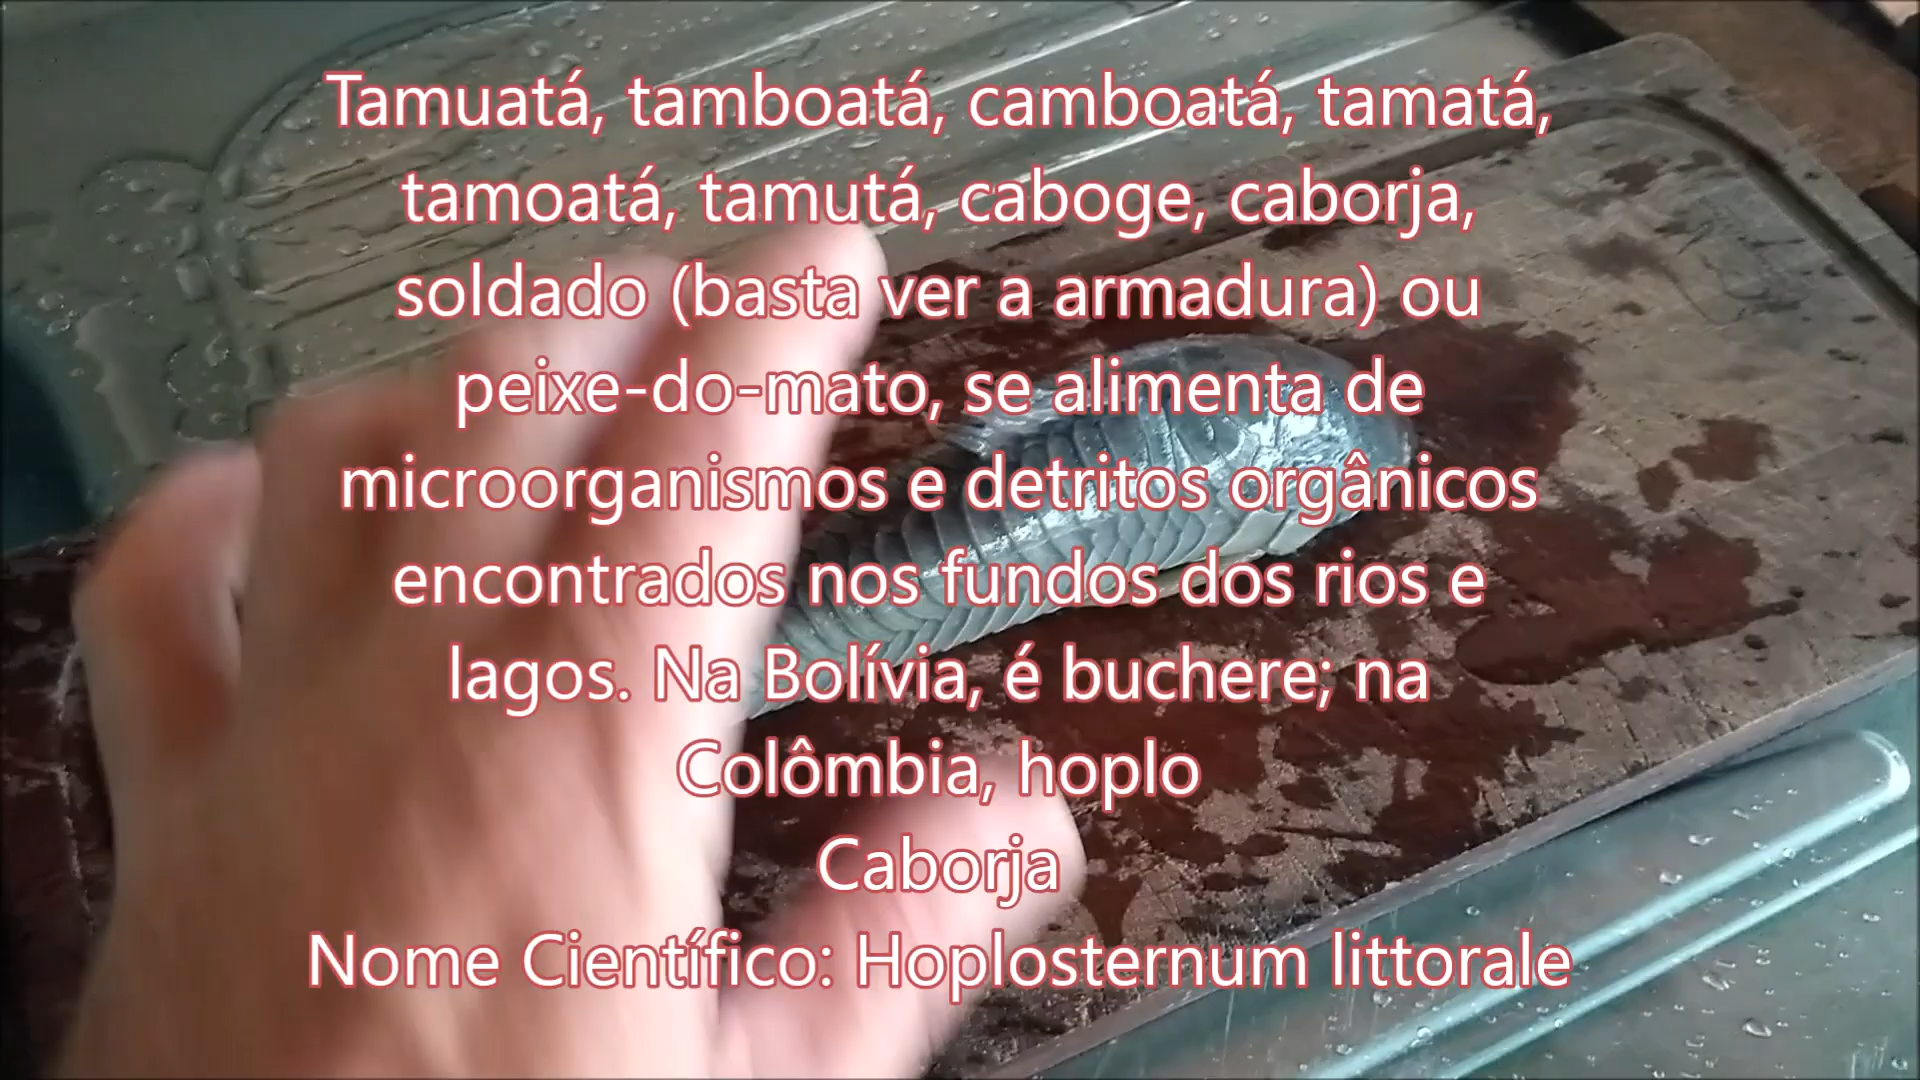 Tamuatá, tamboatá, camboatá, tamatá,
tamoatá, tamutá, caboge, caborja,
soldado (basta ver a armadura) ou
peixe-do-mato, se alimenta de
microorganismos e detritos orgânicos
encontrados nos fundos dos rios e
lagos. Na Bolívia, é buchere; na
Colômbia, hoplo
Caborja
Nome Científico: Hoplosternum littorale